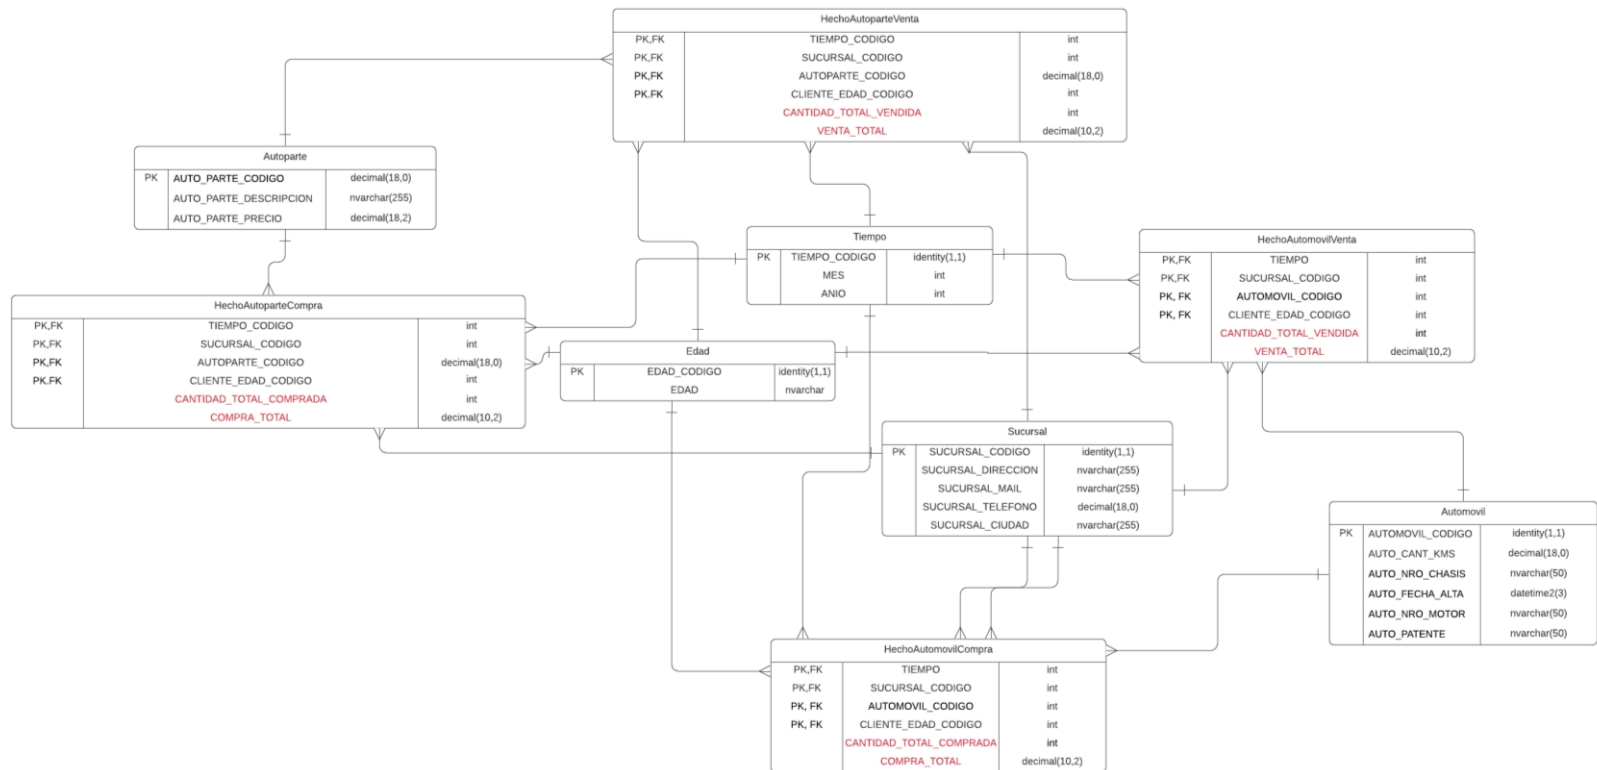 HechoAutoparteVenta
PK,FK TIEMPO_CODIGO int
PK,FK SUCURSAL_CODIGO int
PK,FK AUTOPARTE_CODIGO decimal(18,0)
PK.FK CLIENTE_EDAD_CODIGO int
CANTIDAD_TOTAL_VENDIDA int
VENTA_TOTAL decimal(10,2)
Autoparte
PK AUTO_PARTE_CODIGO decimal(18,0)
AUTO_PARTE_DESCRIPCION nvarchar(255)
AUTO_PARTE_PRECIO decimal(18,2)
Tiempo
PK TIEMPO_CODIGO identity(1,1)
MES int
ANIO int
HechoAutomovilVenta
PK,FK TIEMPO int
PK,FK SUCURSAL_CODIGO int
PK, FK AUTOMOVIL_CODIGO int
PK, FK CLIENTE_EDAD_CODIGO int
CANTIDAD_TOTAL_VENDIDA int
VENTA_TOTAL decimal(10,2)
HechoAutoparteCompra
PK,FK TIEMPO_CODIGO int
PK,FK SUCURSAL_CODIGO int
PK,FK AUTOPARTE_CODIGO decimal(18,0)
PK.FK CLIENTE_EDAD_CODIGO int
CANTIDAD_TOTAL_COMPRADA int
COMPRA_TOTAL decimal(10,2)
Edad
PK EDAD_CODIGO identity(1,1)
EDAD nvarchar
Sucursal
PK SUCURSAL_CODIGO identity(1,1)
SUCURSAL_DIRECCION nvarchar(255)
SUCURSAL_MAIL nvarchar(255)
SUCURSAL_TELEFONO decimal(18,0)
SUCURSAL_CIUDAD nvarchar(255)
Automovil
PK AUTOMOVIL_CODIGO identity(1,1)
AUTO_CANT_KMS decimal(18,0)
AUTO_NRO_CHASIS nvarchar(50)
AUTO_FECHA_ALTA datetime2(3)
AUTO_NRO_MOTOR nvarchar(50)
AUTO_PATENTE nvarchar(50)
HechoAutomovilCompra
PK,FK TIEMPO int
PK,FK SUCURSAL_CODIGO int
PK, FK AUTOMOVIL_CODIGO int
PK, FK CLIENTE_EDAD_CODIGO int
CANTIDAD_TOTAL_COMPRADA int
COMPRA_TOTAL decimal(10,2)